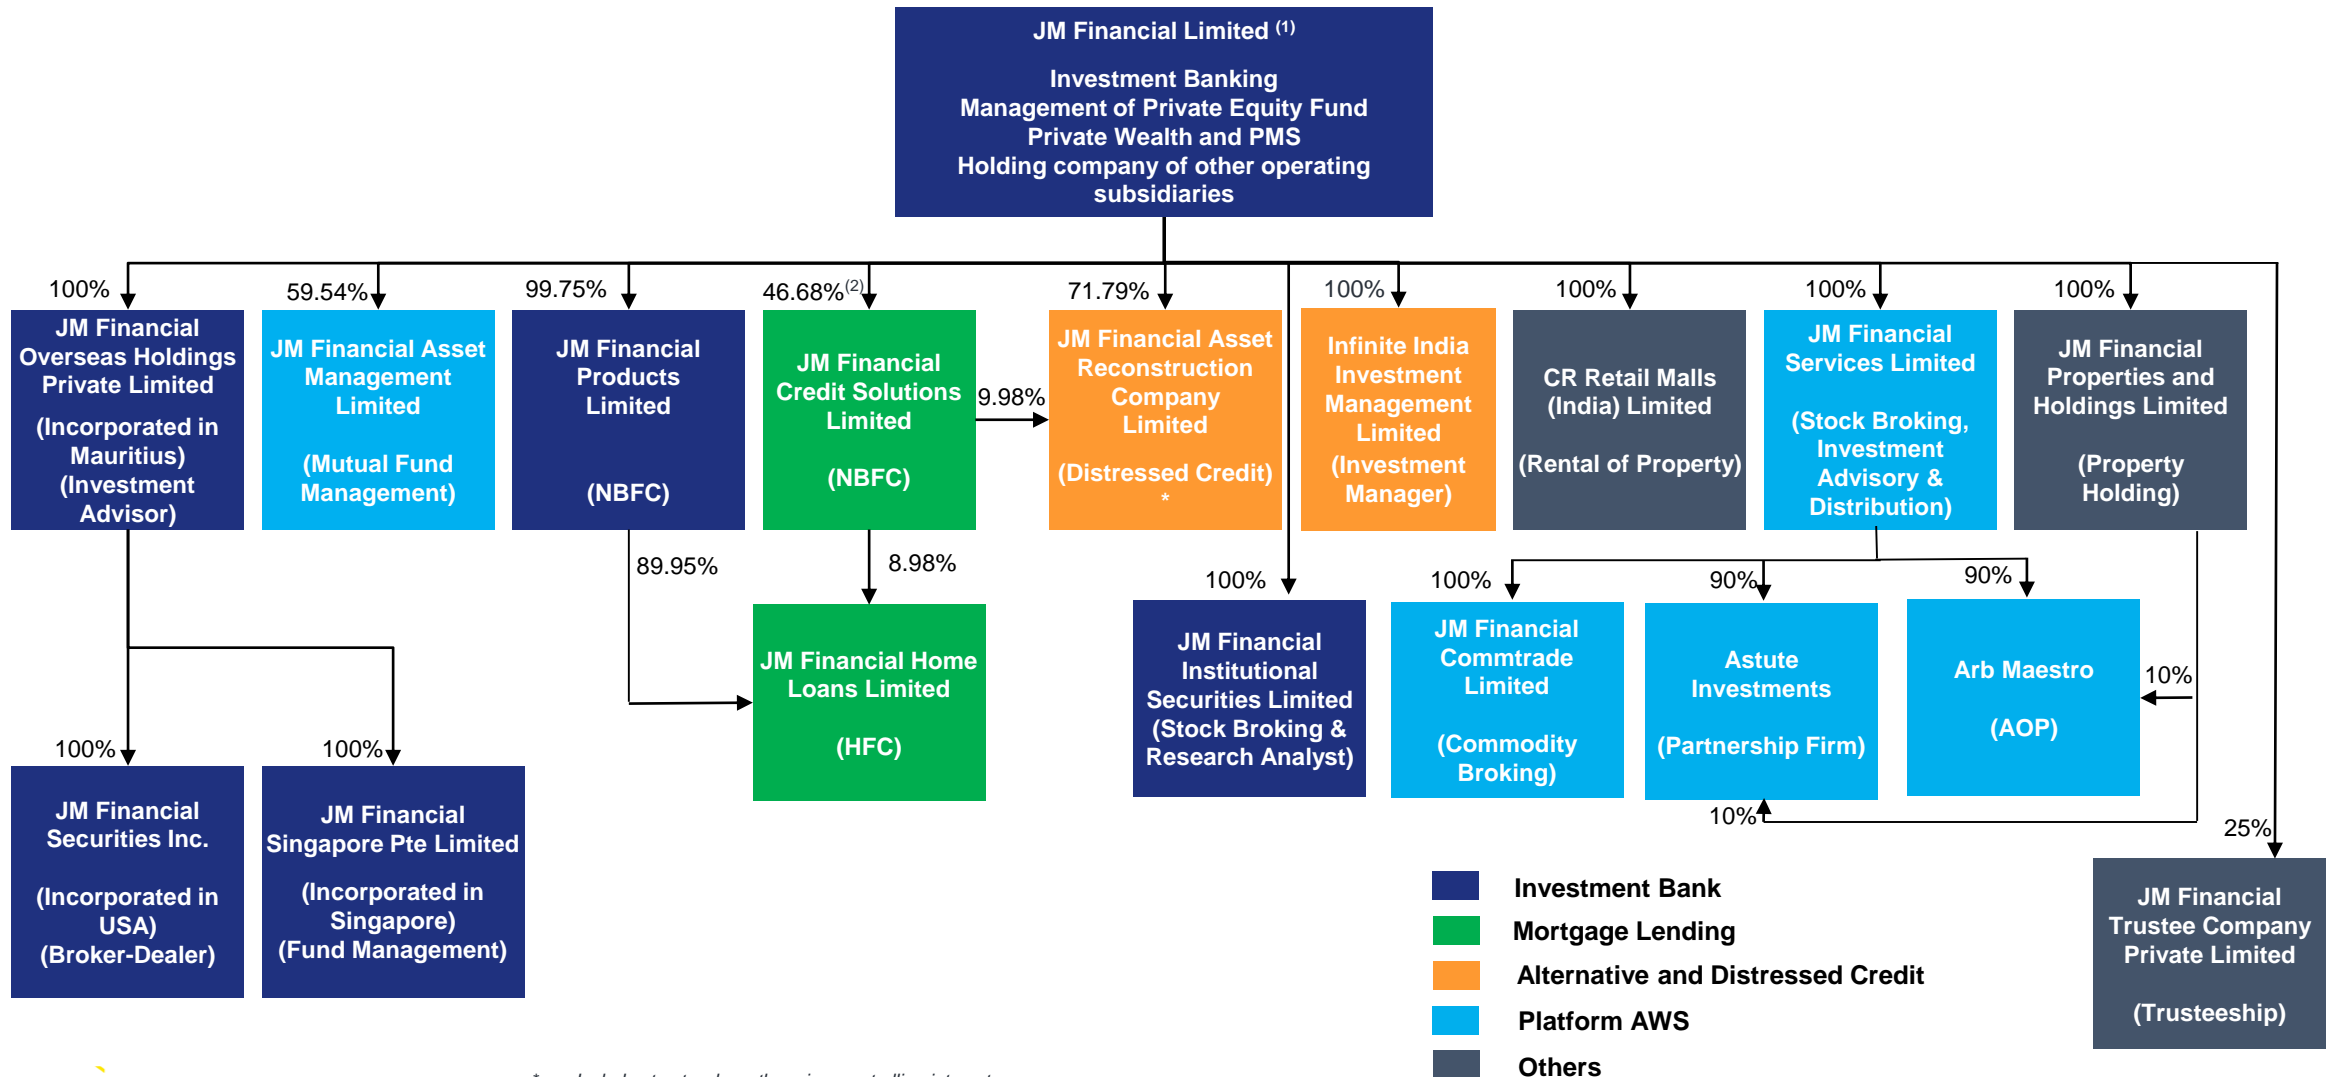 JM Financial Limited (1)
Investment Banking
Management of Private Equity Fund
Private Wealth and PMS
Holding company of other operating
subsidiaries
100%
59.54%
99.75%
46.68%(2)
71.79%
100%
100%
100%
100%
JM Financial
Overseas Holdings
Private Limited
(Incorporated in
Mauritius)
(Investment
Advisor)
JM Financial Asset
Management
Limited
(Mutual Fund
Management)
JM Financial
Products
Limited
(NBFC)
JM Financial
Credit Solutions
Limited
(NBFC)
9.98%
JM Financial Asset
Reconstruction
Company
Limited
(Distressed Credit)
*
Infinite India
Investment
Management
Limited
(Investment
Manager)
CR Retail Malls
(India) Limited
(Rental of Property)
JM Financial
Services Limited
(Stock Broking,
Investment
Advisory &
Distribution)
JM Financial
Properties and
Holdings Limited
(Property
Holding)
89.95%
8.98%
100%
100%
90%
90%
JM Financial Home
Loans Limited
(HFC)
JM Financial
Institutional
Securities Limited
(Stock Broking &
Research Analyst)
JM Financial
Commtrade
Limited
(Commodity
Broking)
Astute
Investments
(Partnership Firm)
Arb Maestro
(AOP)
10%
10%
25%
100%
100%
JM Financial
Securities Inc.
(Incorporated in
USA)
(Broker-Dealer)
JM Financial
Singapore Pte Limited
(Incorporated in
Singapore)
(Fund Management)
JM Financial
Trustee Company
Private Limited
(Trusteeship)
Investment Bank
Mortgage Lending
Alternative and Distressed Credit
Platform AWS
Others